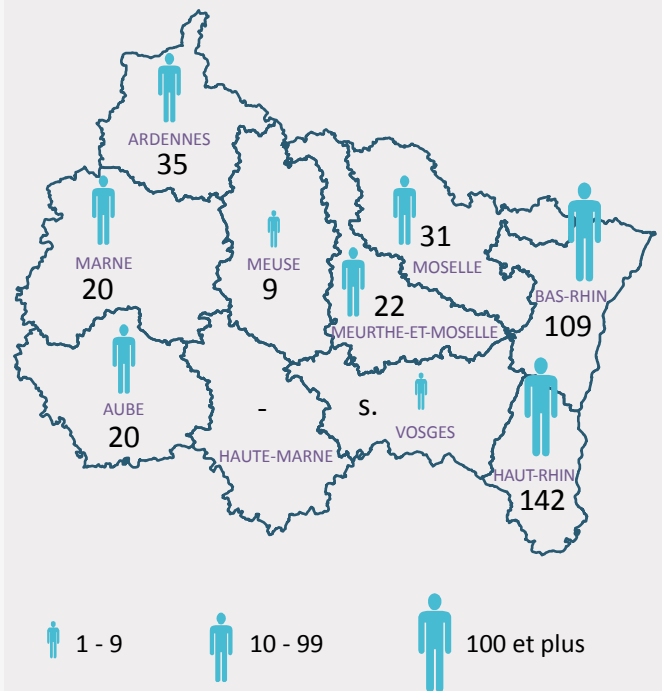 ARDENNES
35
MARNE
20
MEUSE
9
31
MOSELLE
22
MEURTHE-ET-MOSELLE
BAS-RHIN
109
AUBE
20
-
HAUTE-MARNE
s.
VOSGES
HAUT-RHIN
142
1 - 9
10 - 99
100 et plus